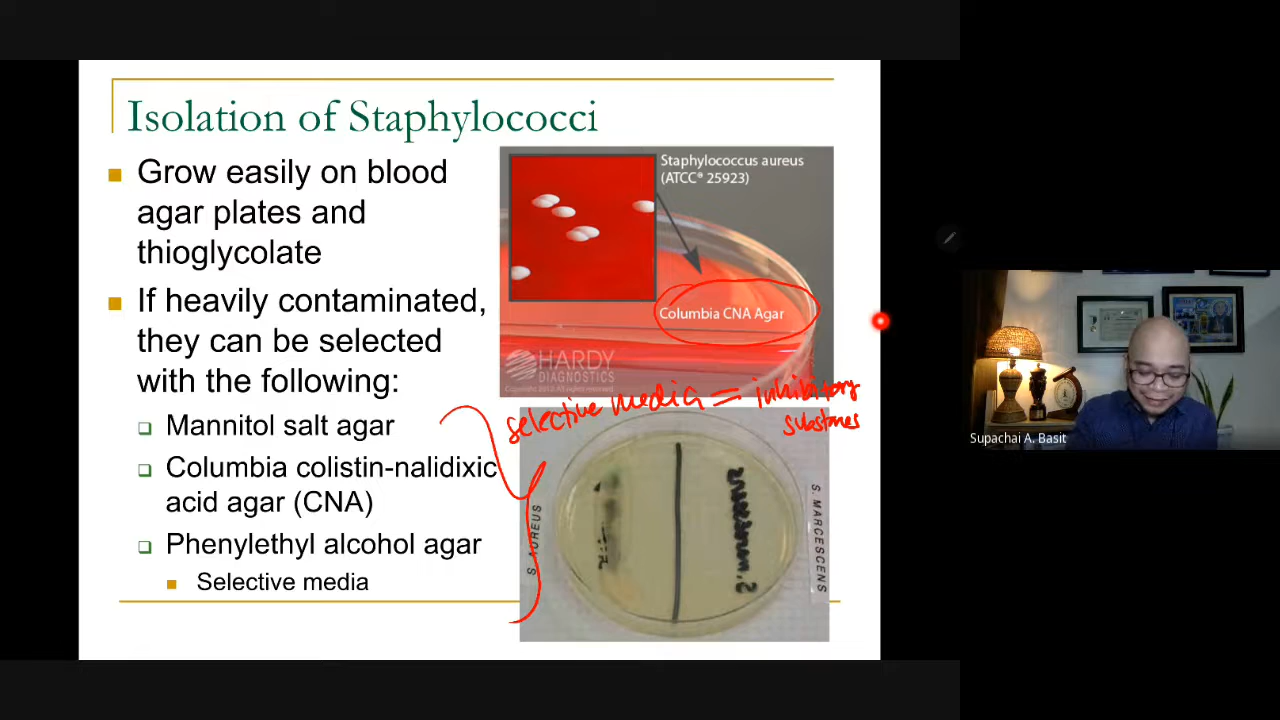 Isolation of Staphylococci
Grow easily on blood
agar plates and
thioglycolate
If heavily contaminated,
they can be selected
with the following:
Mannitol salt agar
Columbia colistin-nalidixic
acid agar (CNA)
Phenylethyl alcohol agar
Selective media
Staphylococcus aureus
(ATCC® 25923)
Columbia CNA Agar
HARDY
DIAGNOSTICS
selective media = inhibitory
substances
S. AUREUS
S. MARCESCENS
Supachai A. Basit